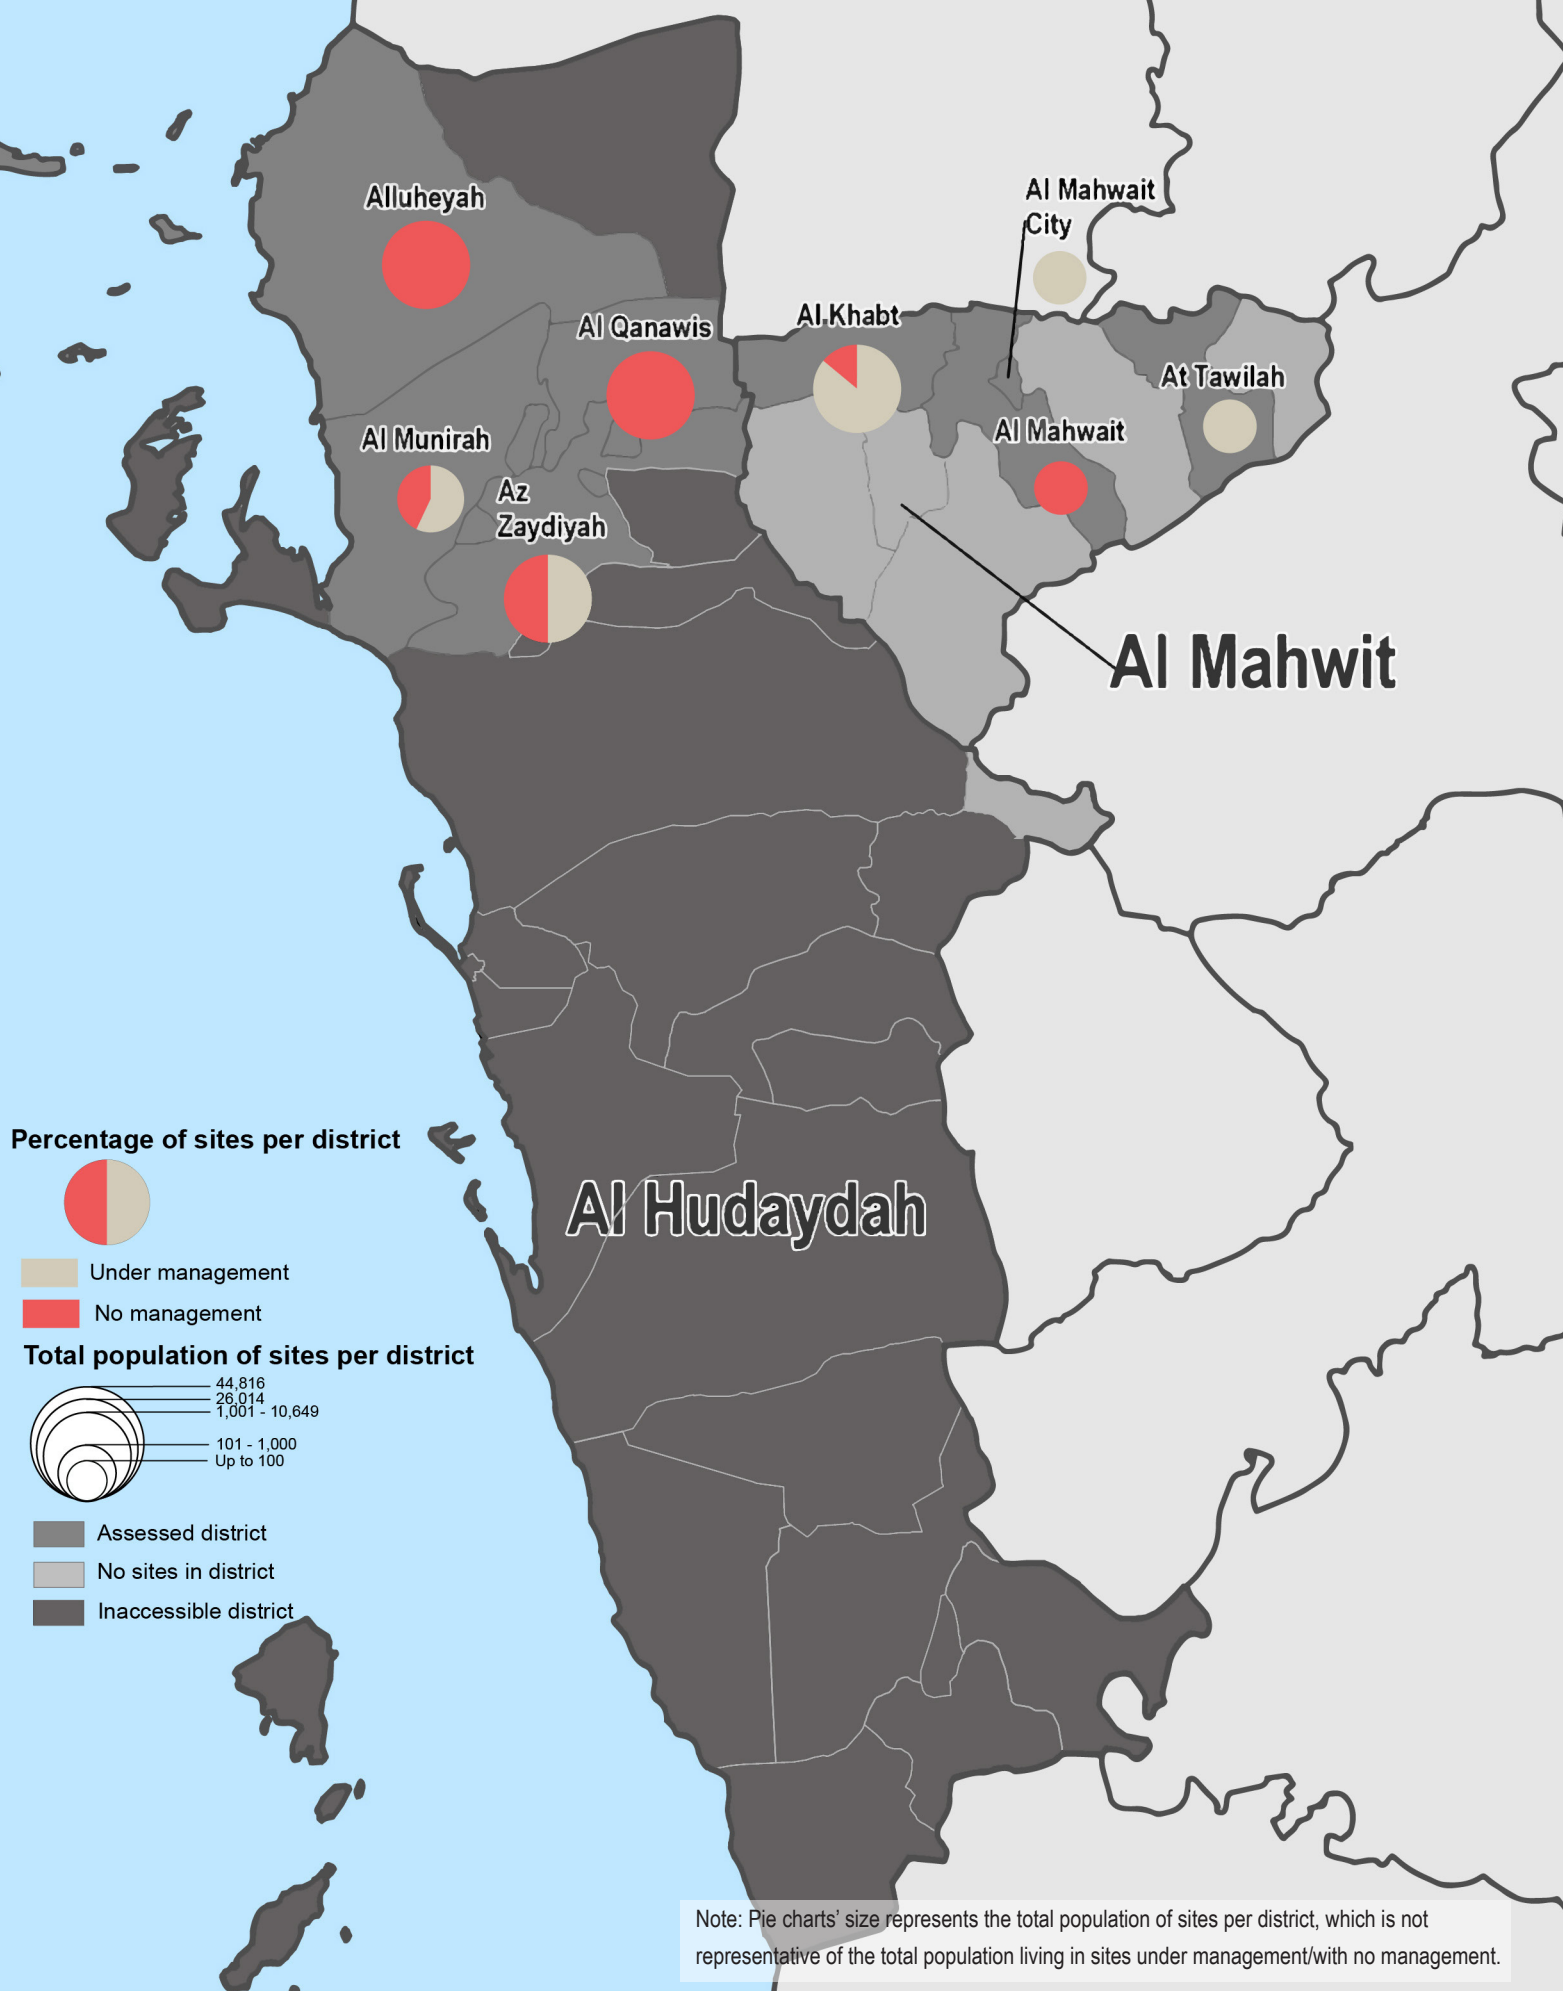 Al Mahwait
City
Alluheyah
Al Khabt
Al Qanawis
At Tawilah
Al Mahwait
Al Munirah
Az
Zaydiyah
Al Mahwit
Al Hudaydah
Percentage of sites per district
Under management
No management
Total population of sites per district
44,816
26,014
1,001 - 10,649
101 - 1,000
Up to 100
Assessed district
No sites in district
Inaccessible district
Note: Pie charts' size represents the total population of sites per district, which is not
representative of the total population living in sites under management/with no management.